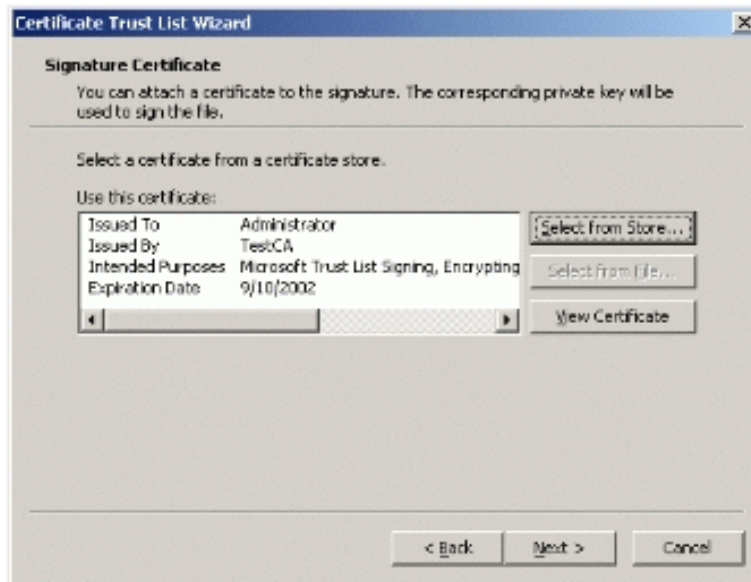 Certificate Trust List Wizard
Signature Certificate
You can attach a certificate to the signature. The corresponding private key will be
used to sign the file.
Select a certificate from a certificate store.
Use this certificate:
Issued To Administrator
Issued By TestCA
Intended Purposes Microsoft Trust List Signing, Encrypting
Expiration Date 9/10/2002
Select from Store...
Select from File...
View Certificate
< Back Next > Cancel